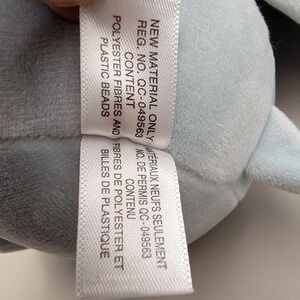 NEW MATERIAL ONLY
REG. NO. QC-049563
CONTENT
POLYESTER FIBRES AND
PLASTIC BEADS
MATÉRIAUX NEUFS SEULEMENT
NO. DE PERMIS QC-049563
CONTENU
FIBRES DE POLYESTER ET
BILLES DE PLASTIQUE